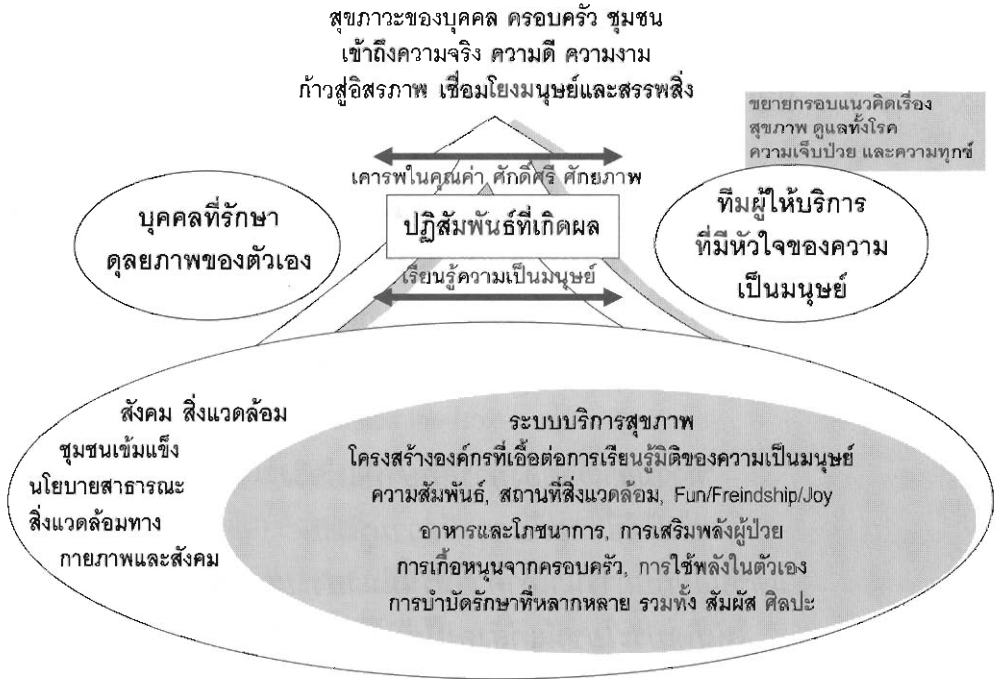 สุขภาวะของบุคคล ครอบครัว ชุมชน
เข้าถึงความจริง ความดี ความงาม
ก้าวสู่อิสรภาพ เชื่อมโยงมนุษย์และสรรพสิ่ง
ขยายกรอบแนวคิดเรื่อง
สุขภาพ ดูแลทั้งโรค
ความเจ็บป่วย และความทุกข์
เคารพในคุณค่า ศักดิ์ศรี ศักยภาพ
บุคคลที่รักษา
ดุลยภาพของตัวเอง
ปฏิสัมพันธ์ที่เกิดผล
ทีมผู้ให้บริการ
ที่มีหัวใจของความ
เป็นมนุษย์
เรียนรู้ความเป็นมนุษย์
สังคม สิ่งแวดล้อม
ชุมชนเข้มแข็ง
นโยบายสาธารณะ
สิ่งแวดล้อมทาง
กายภาพและสังคม
ระบบบริการสุขภาพ
โครงสร้างองค์กรที่เอื้อต่อการเรียนรู้มิติของความเป็นมนุษย์
ความสัมพันธ์, สถานที่สิ่งแวดล้อม, Fun/Freindship/Joy
อาหารและโภชนาการ, การเสริมพลังผู้ป่วย
การเกื้อหนุนจากครอบครัว, การใช้พลังในตัวเอง
การบำบัดรักษาที่หลากหลาย รวมทั้ง สัมผัส ศิลปะ